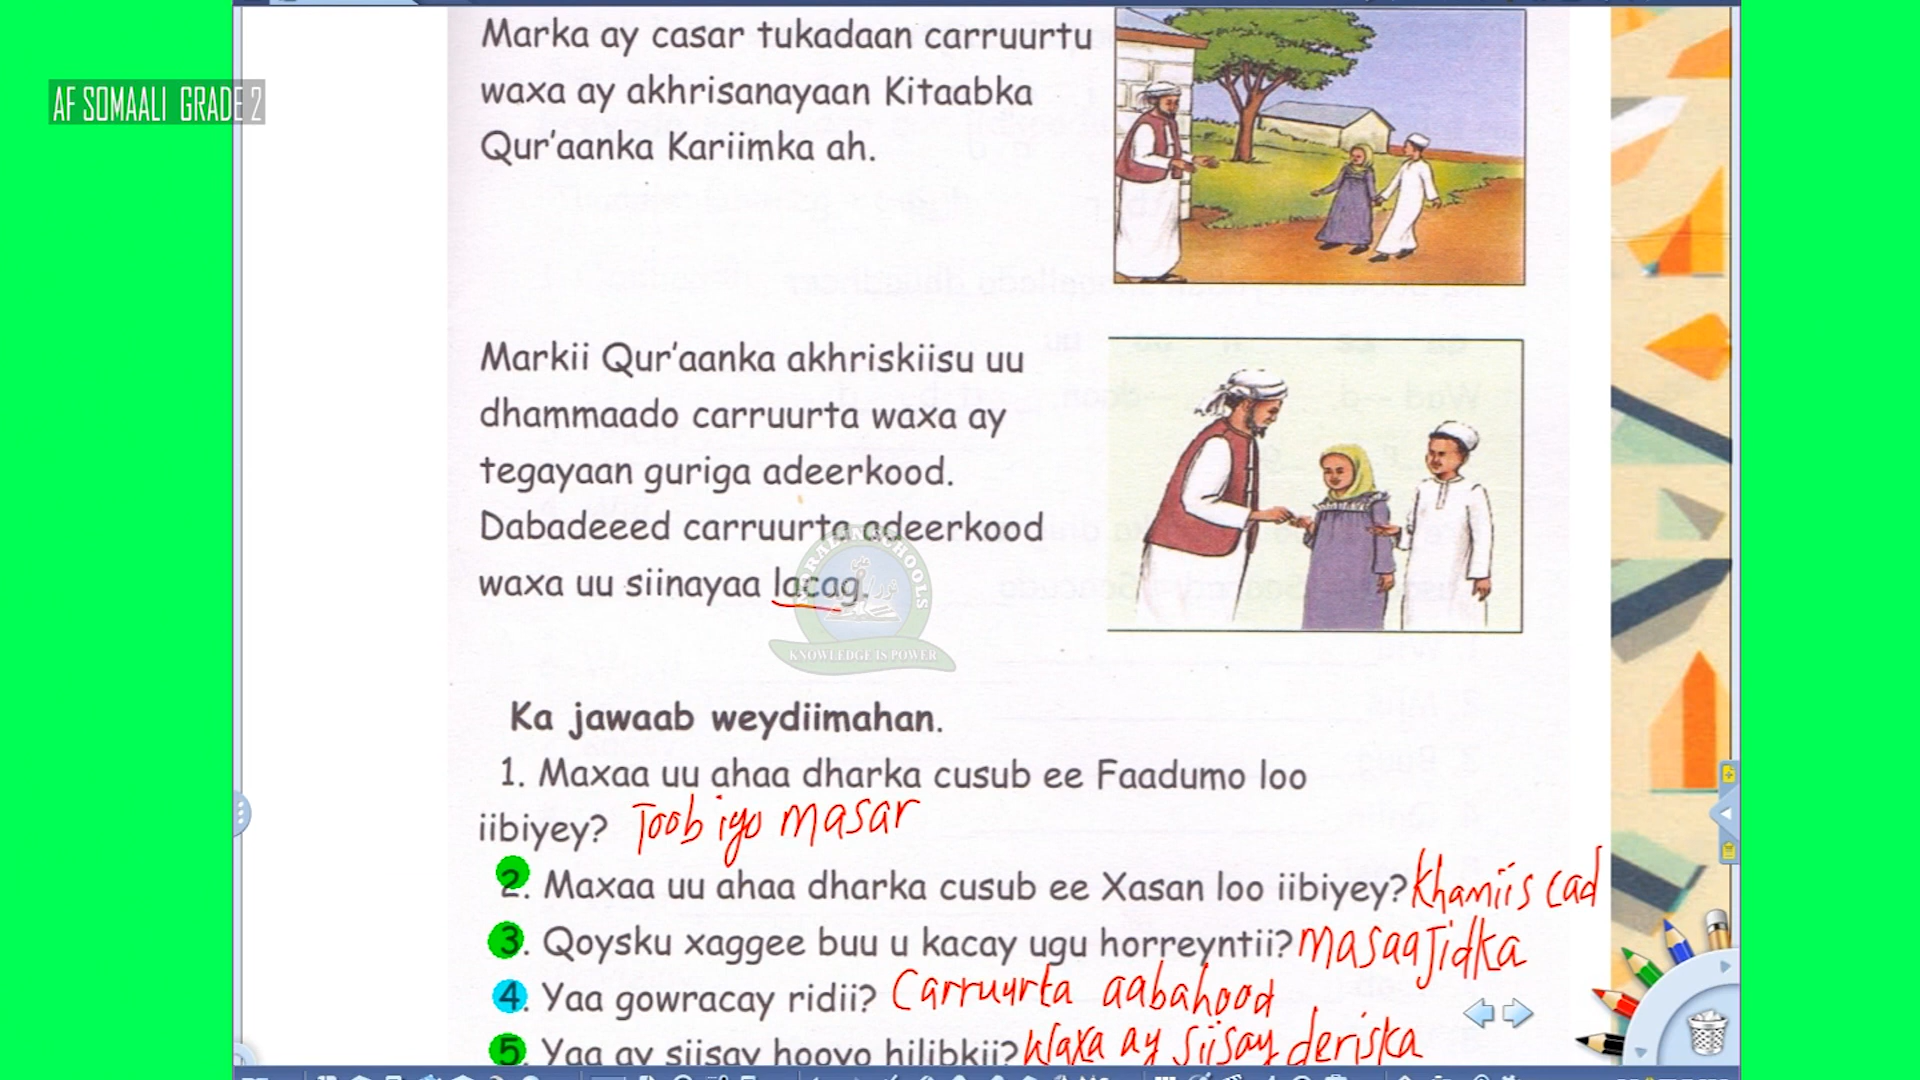 AF SOMAALI GRADE 2
Marka ay casar tukadaan carruurtu
waxa ay akhrisanayaan Kitaabka
Qur'aanka Kariimka ah.
Markii Qur'aanka akhriskiisu uu
dhammaado carruurta waxa ay
tegayaan guriga adeerkood.
Dabadeeed carruurta adeerkood
waxa uu siinayaa lacag.
KNOWLEDGE IS POWER
Ka jawaab weydiimahan.
1. Maxaa uu ahaa dharka cusub ee Faadumo loo
iibiyey? Toob iyo masar
2. Maxaa uu ahaa dharka cusub ee Xasan loo iibiyey? Khamiis cad
3. Qoysku xaggee buu u kacay ugu horreyntii? Masaajidka
4. Yaa gowracay ridii? Carruurta aabahood
5. Yaa ay siisay hooyo hilibkii? Waxa ay siisay deriska